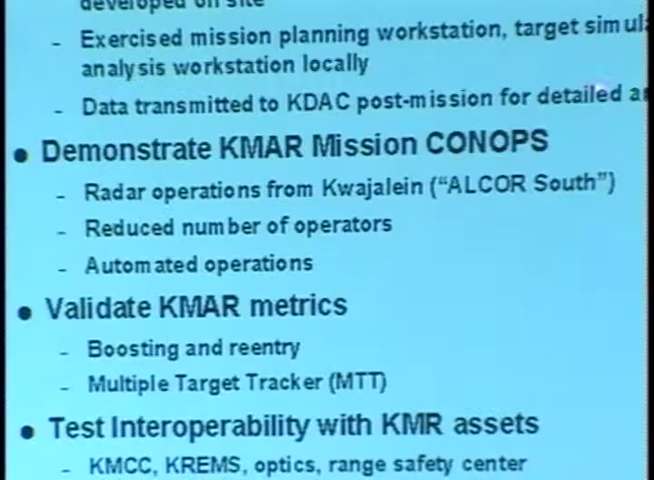 developed on site
- Exercised mission planning workstation, target
analysis workstation locally
- Data transmitted to KDAC post-mission for detailed
• Demonstrate KMAR Mission CONOPS
- Radar operations from Kwajalein (“ALCOR South”)
- Reduced number of operators
- Automated operations
• Validate KMAR metrics
- Boosting and reentry
- Multiple Target Tracker (MTT)
• Test Interoperability with KMR assets
- KMCC, KREMS, optics, range safety center